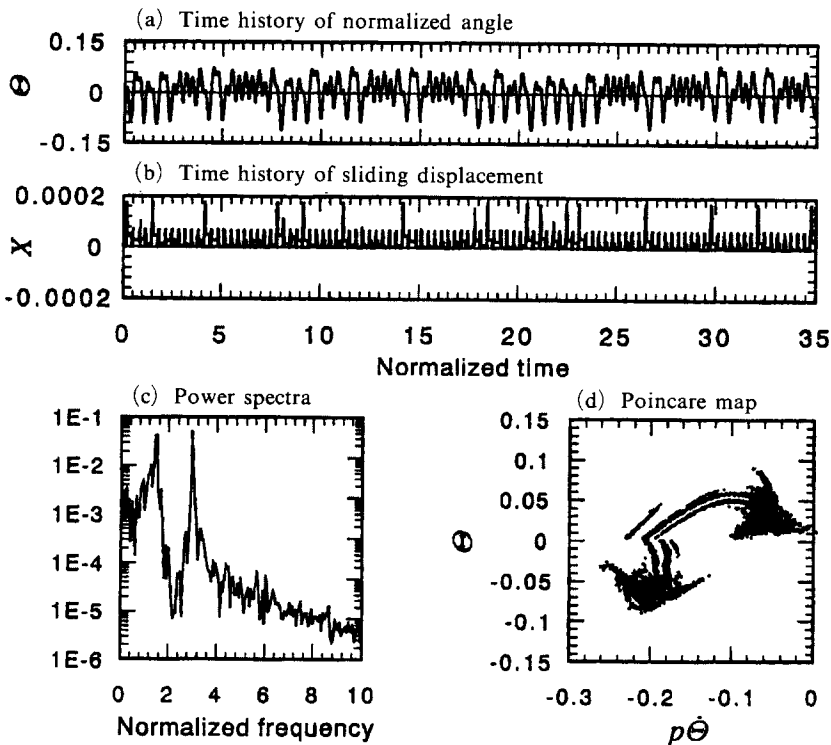 (a) Time history of normalized angle
0.15
Θ
0
-0.15
(b) Time history of sliding displacement
0.0002
X
0
-0.0002
0 5 10 15 20 25 30 35
Normalized time
(c) Power spectra
1E-1
1E-2
1E-3
1E-4
1E-5
1E-6
0 2 4 6 8 10
Normalized frequency
(d) Poincare map
0.15
0.1
0.05
Θ
0
-0.05
-0.1
-0.15
-0.3 -0.2 -0.1 0
pΘ̇